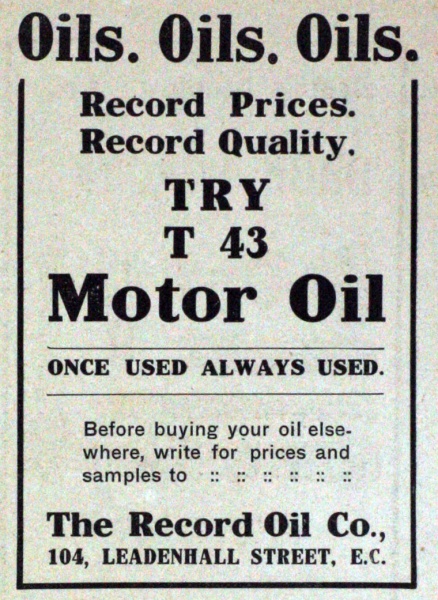 Oils. Oils. Oils.
Record Prices.
Record Quality.
TRY
T 43
Motor Oil
ONCE USED ALWAYS USED.
Before buying your oil else-
where, write for prices and
samples to :: :: :: :: :: ::
The Record Oil Co.,
104, LEADENHALL STREET, E.C.